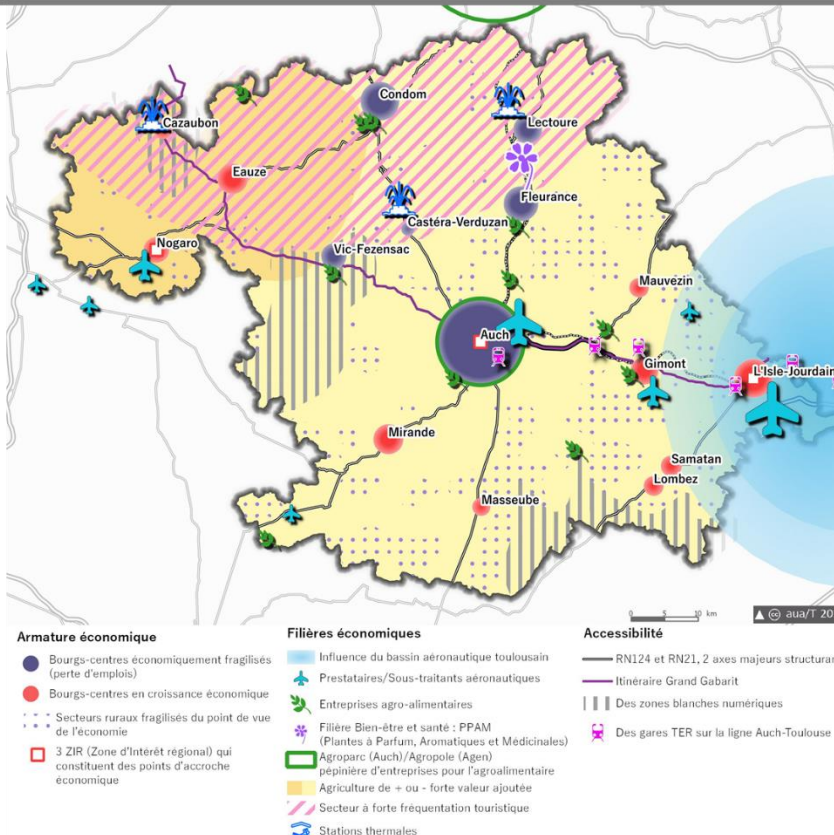 Condom
Cazaubon
Lectoure
Eauze
Fleurance
Castéra-Verduzan
Nogaro
Vic-Fezensac
Mauvezin
Auch
Gimont
L'Isle-Jourdain
Mirande
Samatan
Lombez
Masseube
0 5 10 km
cc aua/T 20
Armature économique
Bourgs-centres économiquement fragilisés
(perte d'emplois)
Bourgs-centres en croissance économique
Secteurs ruraux fragilisés du point de vue
de l'économie
3 ZIR (Zone d'Intérêt régional) qui
constituent des points d'accroche
économique
Filières économiques
Influence du bassin aéronautique toulousain
Prestataires/Sous-traitants aéronautiques
Entreprises agro-alimentaires
Filière Bien-être et santé : PPAM
(Plantes à Parfum, Aromatiques et Médicinales)
Agroparc (Auch)/Agropole (Agen)
pépinière d'entreprises pour l'agroalimentaire
Agriculture de + ou - forte valeur ajoutée
Secteur à forte fréquentation touristique
Stations thermales
Accessibilité
RN124 et RN21, 2 axes majeurs structura
Itinéraire Grand Gabarit
Des zones blanches numériques
Des gares TER sur la ligne Auch-Toulouse